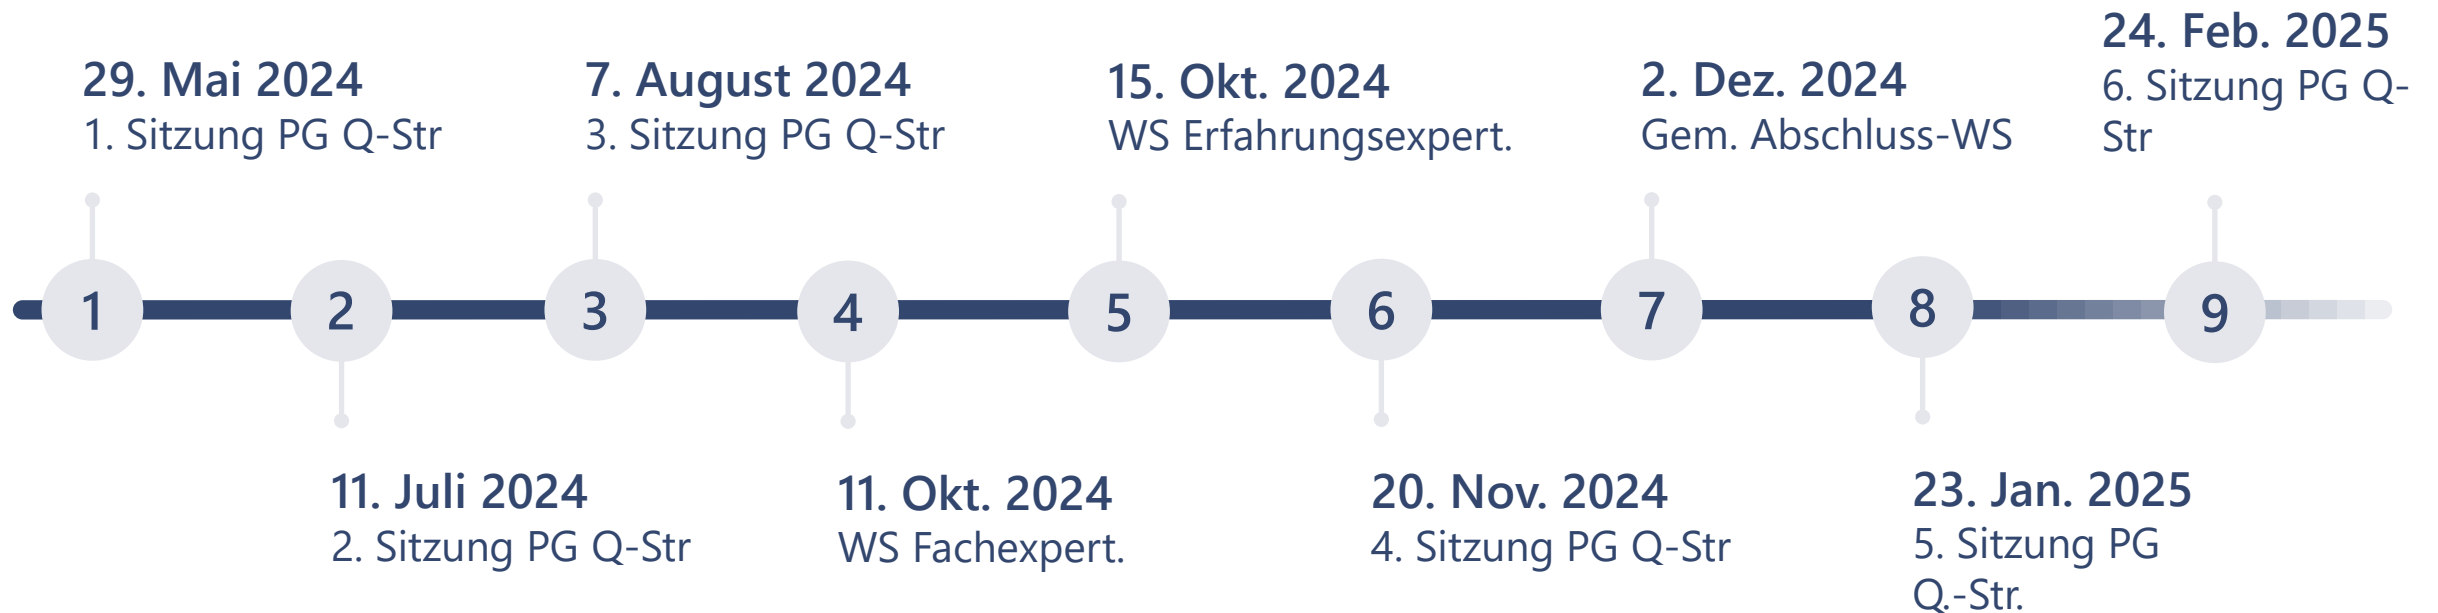 29. Mai 2024
1. Sitzung PG Q-Str
7. August 2024
3. Sitzung PG Q-Str
15. Okt. 2024
WS Erfahrungsexpert.
2. Dez. 2024
Gem. Abschluss-WS
24. Feb. 2025
6. Sitzung PG Q-
Str
1
2
3
4
5
6
7
8
9
11. Juli 2024
2. Sitzung PG Q-Str
11. Okt. 2024
WS Fachexpert.
20. Nov. 2024
4. Sitzung PG Q-Str
23. Jan. 2025
5. Sitzung PG
Q.-Str.